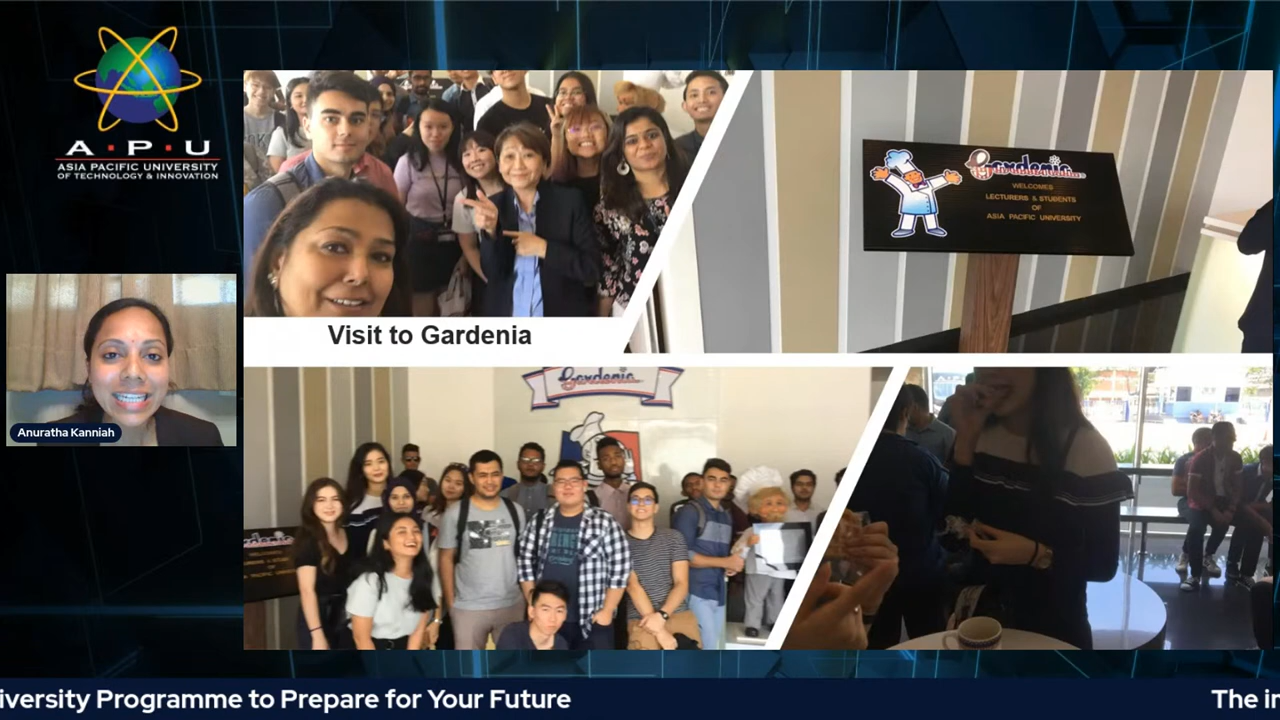 A·P·U
ASIA PACIFIC UNIVERSITY
OF TECHNOLOGY & INNOVATION
Gardenia
WELCOMES
LECTURERS & STUDENTS
OF
ASIA PACIFIC UNIVERSITY
Visit to Gardenia
Gardenia
Anuratha Kanniah
WELCOMES
iversity Programme to Prepare for Your Future
The in